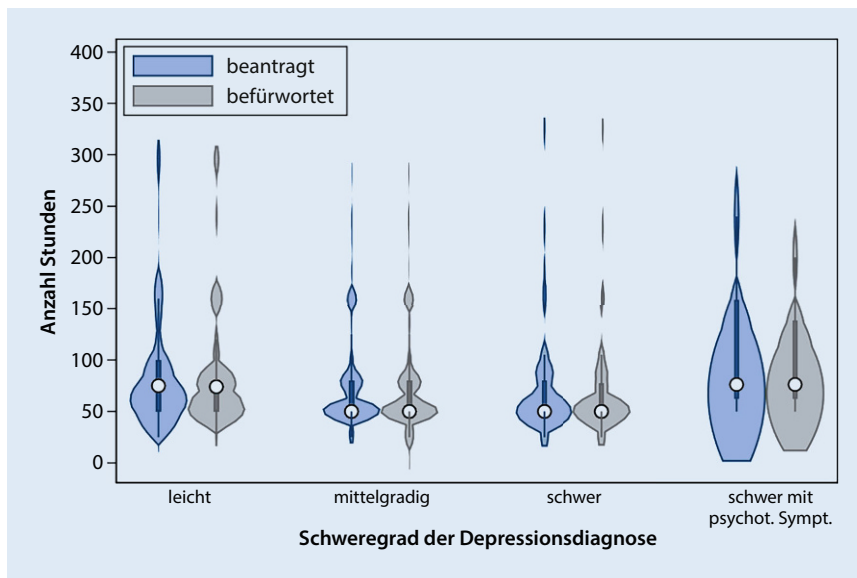 400
350
300
250
200
150
100
50
0
Anzahl Stunden
beantragt
befürwortet
leicht
mittelgradig
schwer
schwer mit
psychot. Sympt.
Schweregrad der Depressionsdiagnose